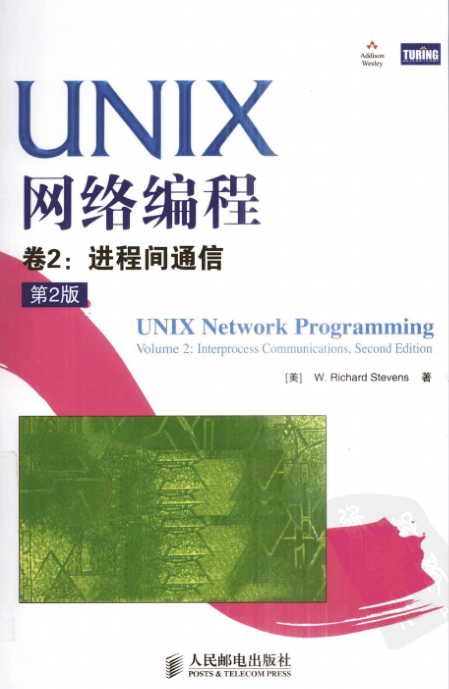 Addison
Wesley
TURING
UNIX
网络编程
卷2：进程间通信
第2版
UNIX Network Programming
Volume 2: Interprocess Communications, Second Edition
[美] W. Richard Stevens 著
人民邮电出版社
POSTS & TELECOM PRESS